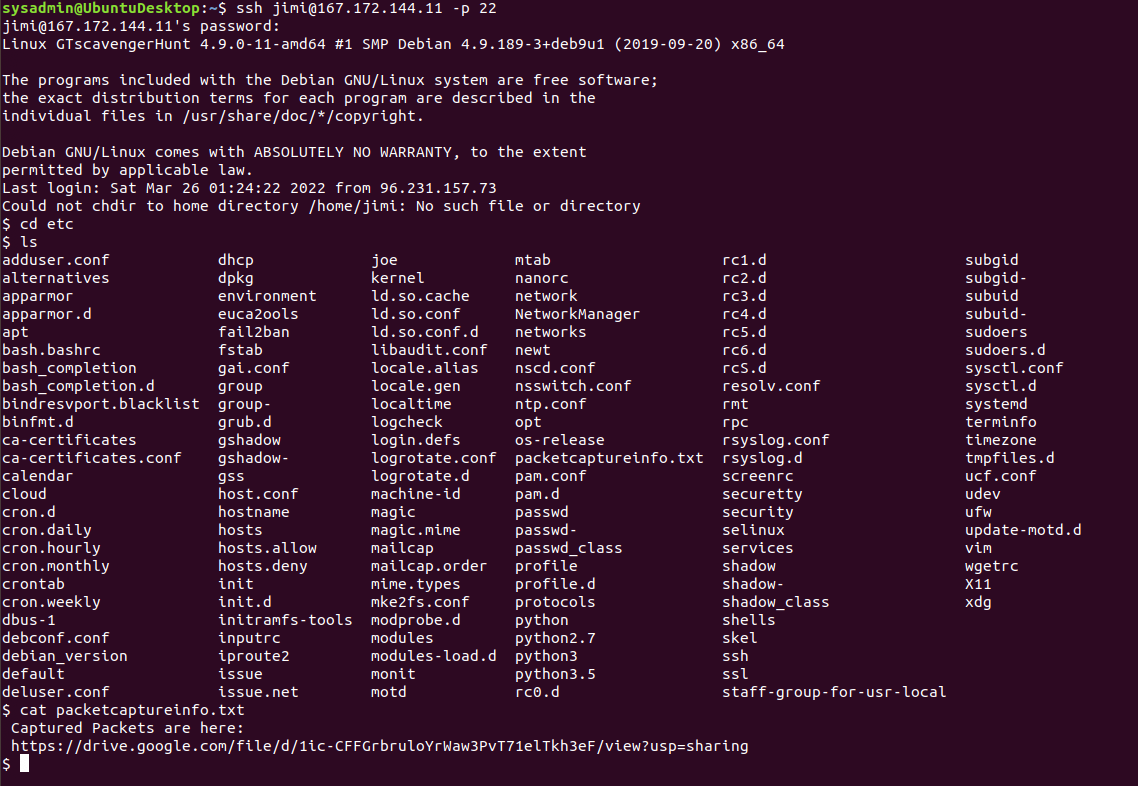 sysadmin@UbuntuDesktop:~$ ssh jimi@167.172.144.11 -p 22
jimi@167.172.144.11's password:
Linux GTscavengerHunt 4.9.0-11-amd64 #1 SMP Debian 4.9.189-3+deb9u1 (2019-09-20) x86_64
The programs included with the Debian GNU/Linux system are free software;
the exact distribution terms for each program are described in the
individual files in /usr/share/doc/*/copyright.
Debian GNU/Linux comes with ABSOLUTELY NO WARRANTY, to the extent
permitted by applicable law.
Last login: Sat Mar 26 01:24:22 2022 from 96.231.157.73
Could not chdir to home directory /home/jimi: No such file or directory
$ cd etc
$ ls
adduser.conf dhcp joe mtab rc1.d subgid
alternatives dpkg kernel nanorc rc2.d subgid-
apparmor environment ld.so.cache network rc3.d subuid
apparmor.d euca2ools ld.so.conf NetworkManager rc4.d subuid-
apt fail2ban ld.so.conf.d networks rc5.d sudoers
bash.bashrc fstab libaudit.conf newt rc6.d sudoers.d
bash_completion gai.conf locale.alias nscd.conf rcS.d sysctl.conf
bash_completion.d group locale.gen nsswitch.conf resolv.conf sysctl.d
bindresvport.blacklist group- localtime ntp.conf rmt systemd
binfmt.d grub.d logcheck opt rpc terminfo
ca-certificates gshadow login.defs os-release rsyslog.conf timezone
ca-certificates.conf gshadow- logrotate.conf packetcaptureinfo.txt rsyslog.d tmpfiles.d
calendar gss logrotate.d pam.conf screenrc ucf.conf
cloud host.conf machine-id pam.d securetty udev
cron.d hostname magic passwd security ufw
cron.daily hosts magic.mime passwd- selinux update-motd.d
cron.hourly hosts.allow mailcap passwd_class services vim
cron.monthly hosts.deny mailcap.order profile shadow wgetrc
crontab init mime.types profile.d shadow- X11
cron.weekly init.d mke2fs.conf protocols shadow_class xdg
dbus-1 initramfs-tools modprobe.d python shells
debconf.conf inputrc modules python2.7 skel
debian_version iproute2 modules-load.d python3 ssh
default issue monit python3.5 ssl
deluser.conf issue.net motd rc0.d staff-group-for-usr-local
$ cat packetcaptureinfo.txt
Captured Packets are here:
https://drive.google.com/file/d/1ic-CFFGrbruloYrWaw3PvT71elTkh3eF/view?usp=sharing
$